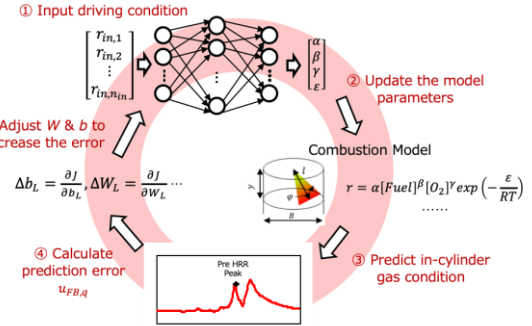 ① Input driving condition
r_in,1
r_in,2
⋮
r_in,n_in
α
β
γ
ε
② Update the model
parameters
Adjust W & b to
crease the error
Combustion Model
Δb_L = ∂J/∂b_L, ΔW_L = ∂J/∂W_L ⋯
l
y
φ
B
r = α[Fuel]^β[O₂]^γ exp(−ε/RT)
……
④ Calculate
prediction error
u_FB,q
Pre HRR
Peak
③ Predict in-cylinder
gas condition